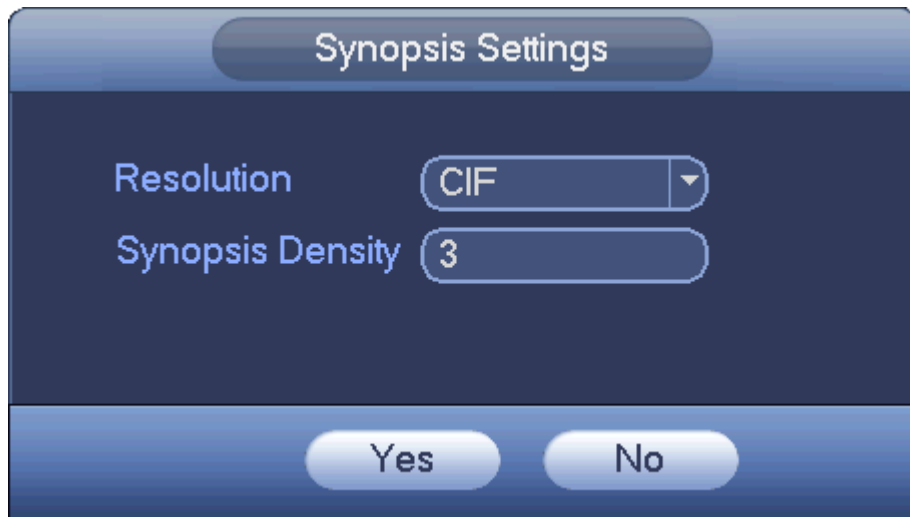 Synopsis Settings
Resolution CIF
Synopsis Density 3
Yes No